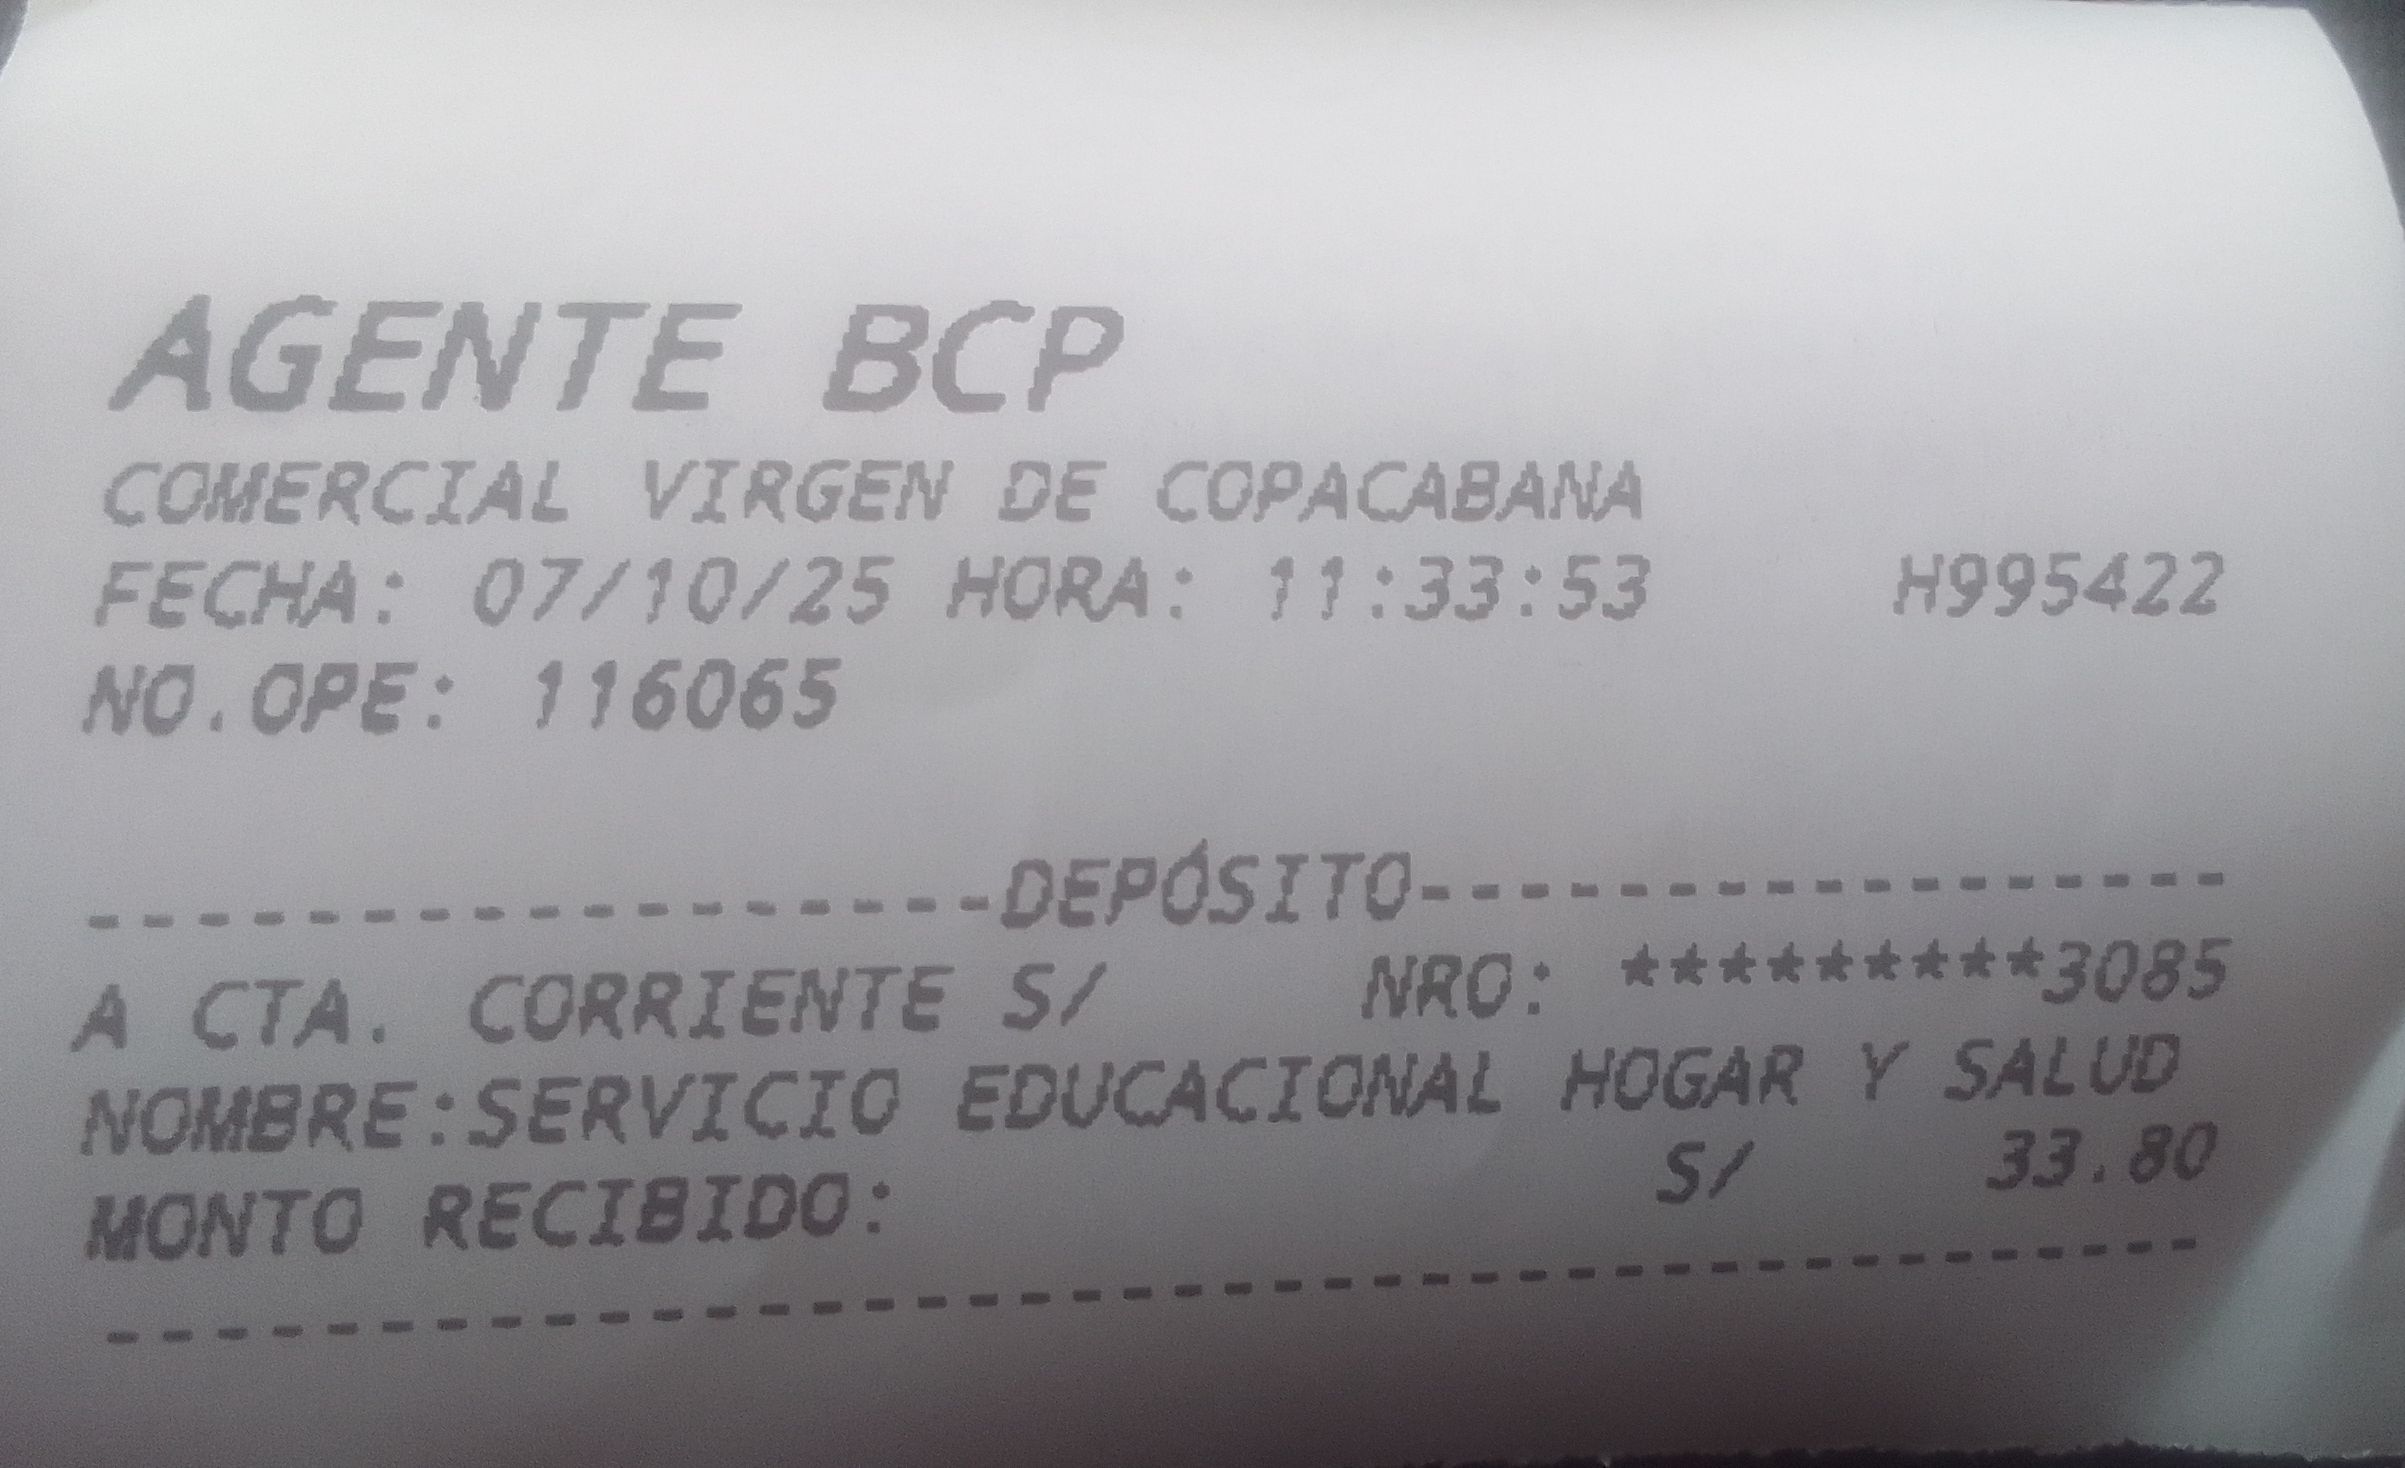 AGENTE BCP
COMERCIAL VIRGEN DE COPACABANA
FECHA: 07/10/25 HORA: 11:33:53 H995422
NO.OPE: 116065
------------------DEPÓSITO------------------
A CTA. CORRIENTE S/ NRO: *********3085
NOMBRE:SERVICIO EDUCACIONAL HOGAR Y SALUD
MONTO RECIBIDO: S/ 33.80